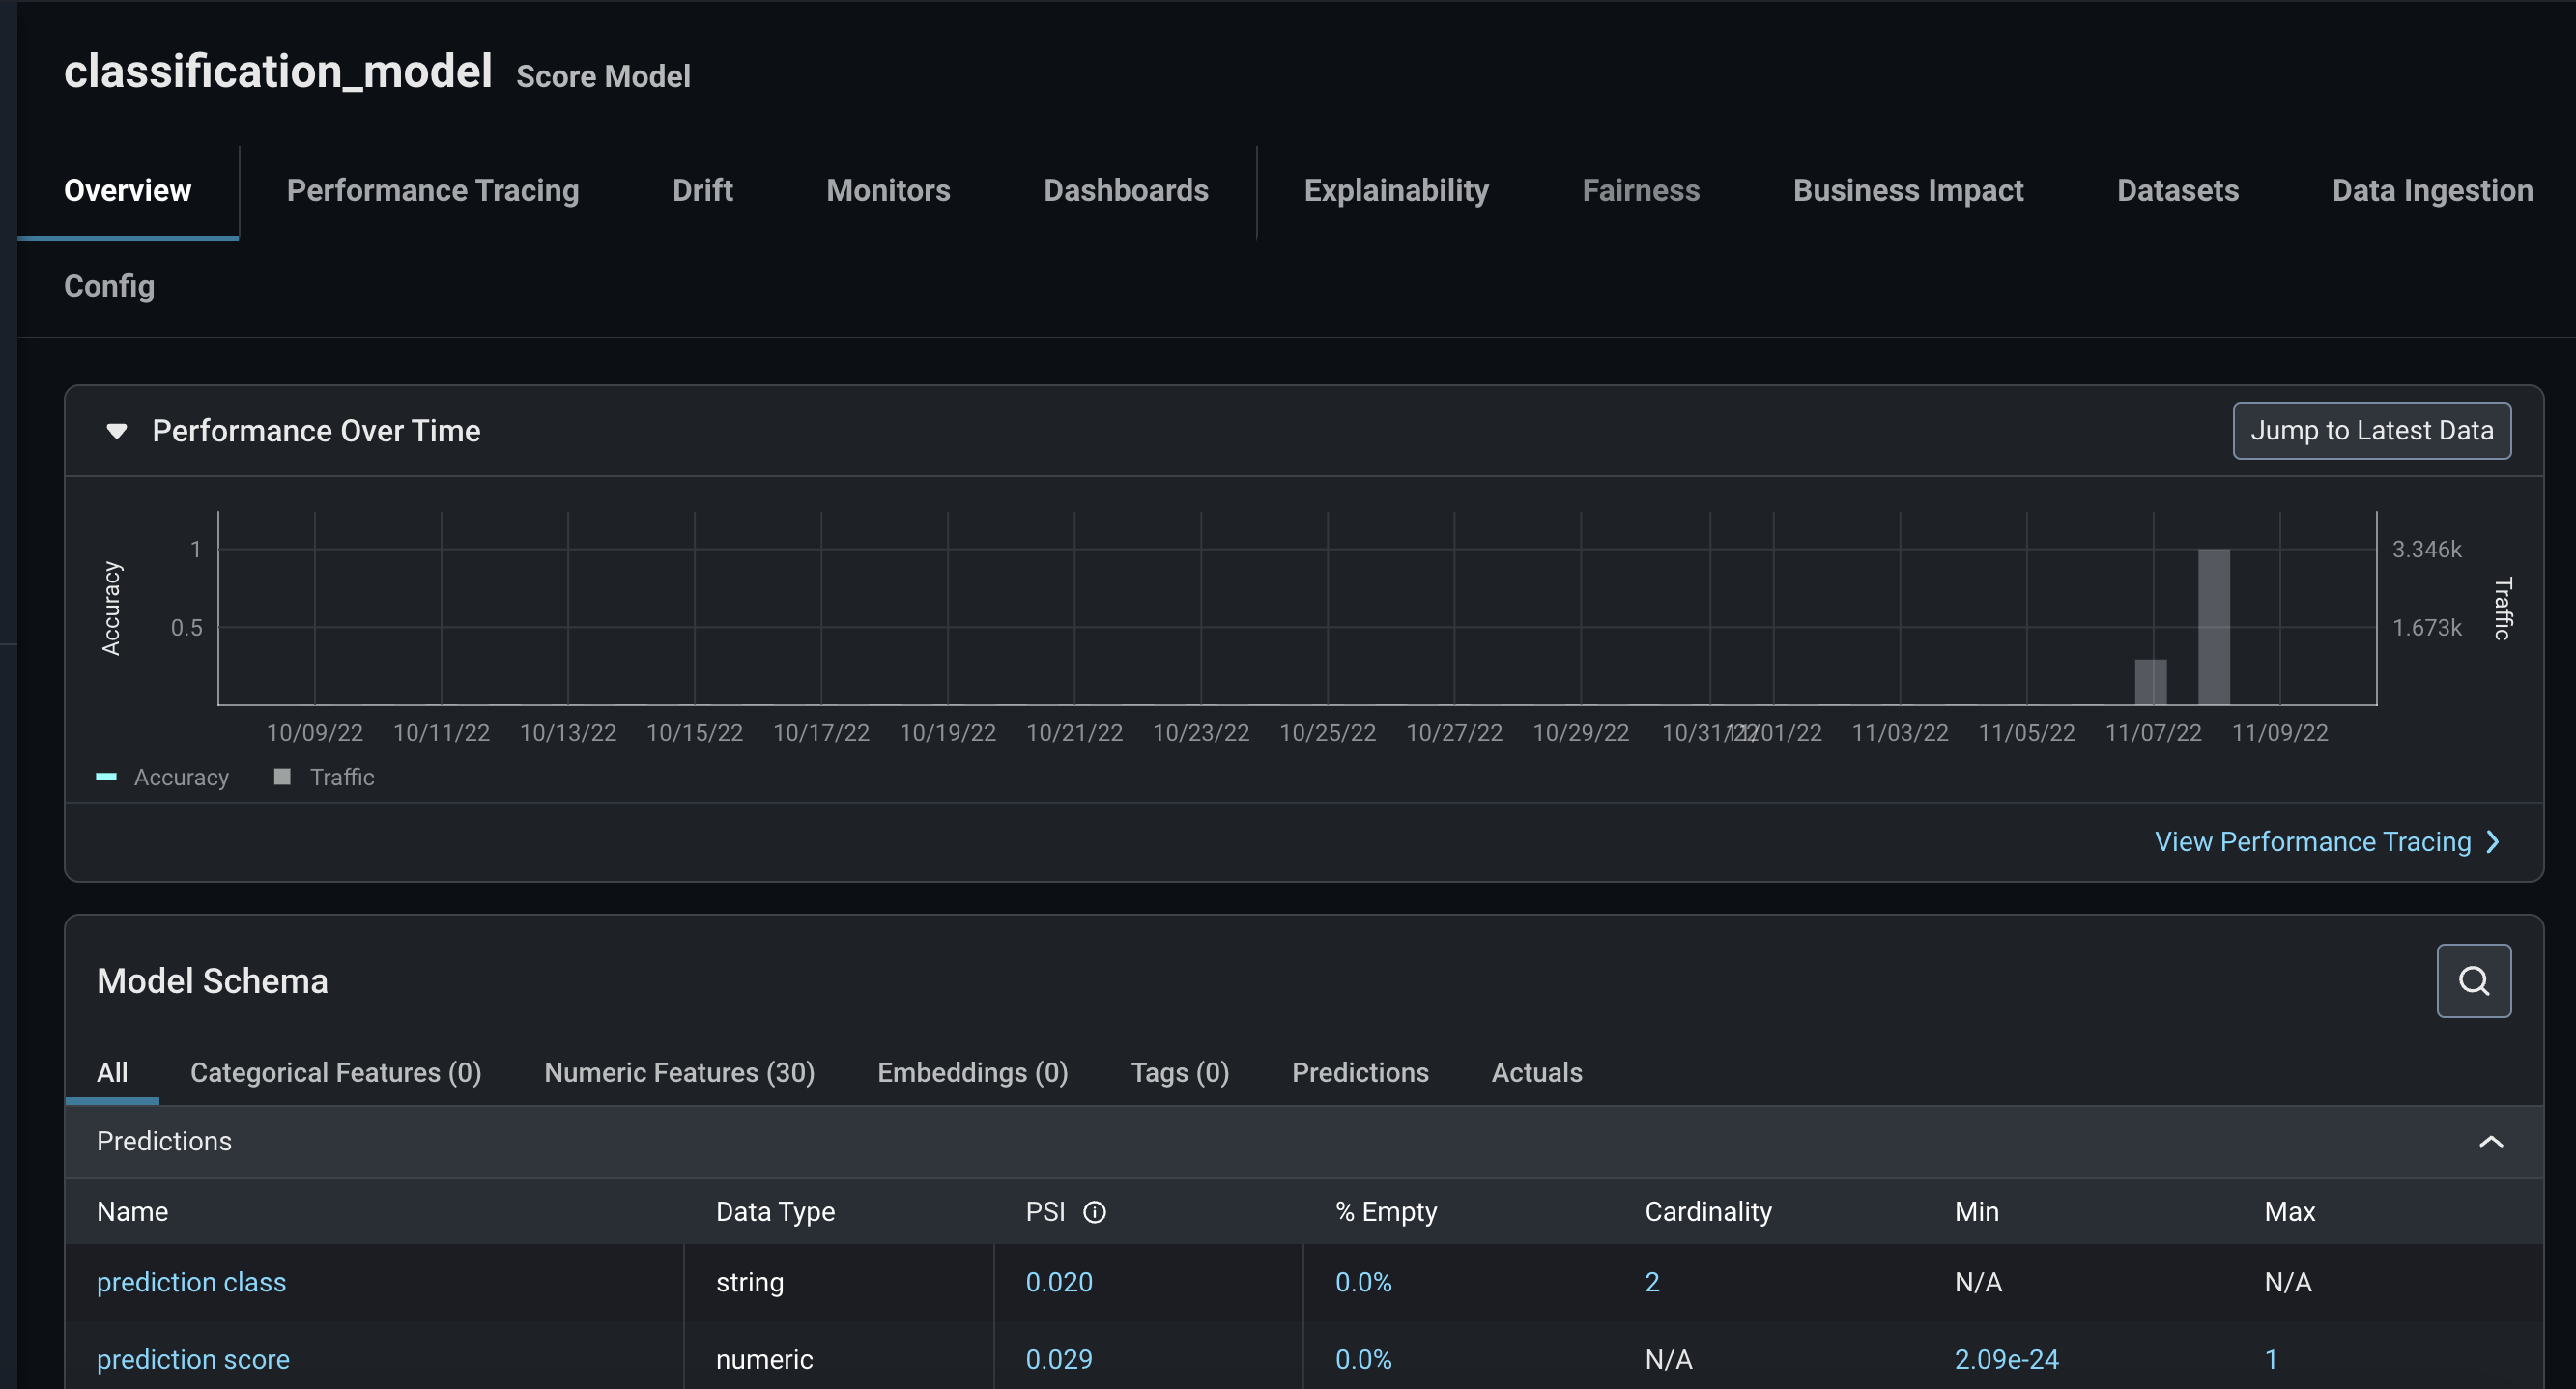 classification_model Score Model
Overview Performance Tracing Drift Monitors Dashboards Explainability Fairness Business Impact Datasets Data Ingestion
Config
Performance Over Time Jump to Latest Data
Accuracy
1
0.5
3.346k
1.673k
Traffic
10/09/22 10/11/22 10/13/22 10/15/22 10/17/22 10/19/22 10/21/22 10/23/22 10/25/22 10/27/22 10/29/22 10/31/22 11/01/22 11/03/22 11/05/22 11/07/22 11/09/22
Accuracy Traffic
View Performance Tracing
Model Schema
All Categorical Features (0) Numeric Features (30) Embeddings (0) Tags (0) Predictions Actuals
Predictions
Name Data Type PSI % Empty Cardinality Min Max
prediction class string 0.020 0.0% 2 N/A N/A
prediction score numeric 0.029 0.0% N/A 2.09e-24 1